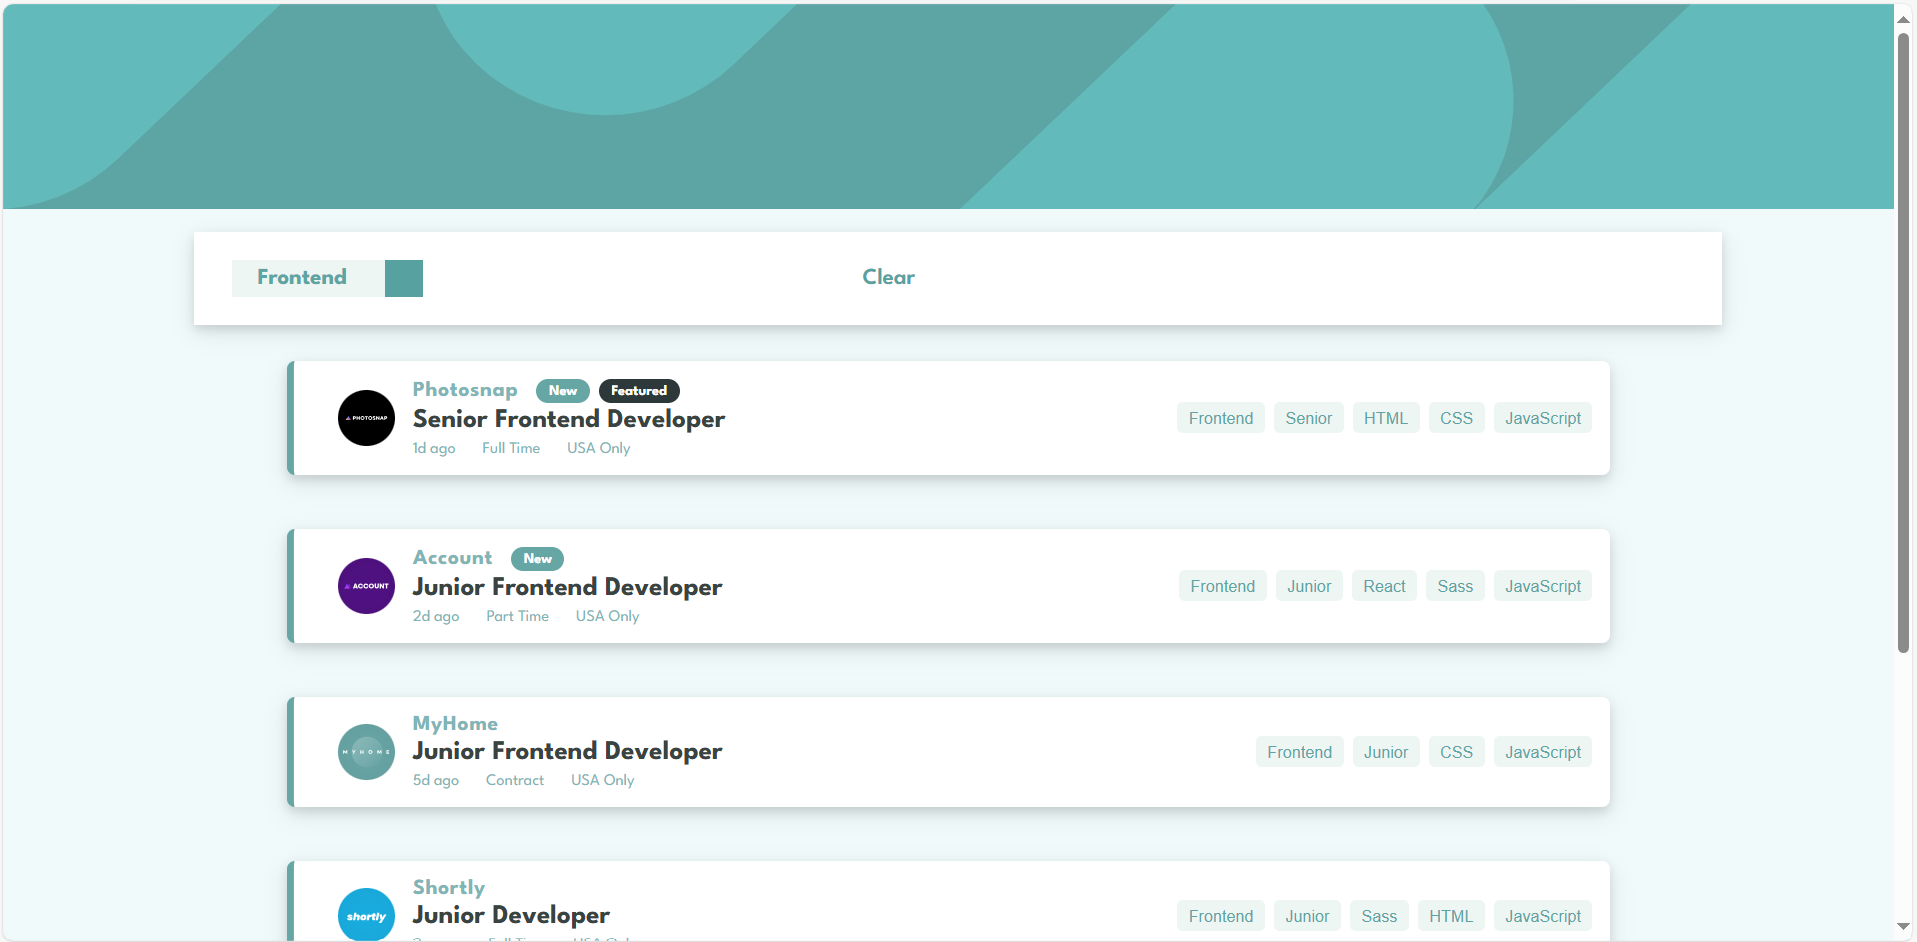 Frontend Clear
PHOTOSNAP
Photosnap New Featured
Senior Frontend Developer
1d ago Full Time USA Only
Frontend Senior HTML CSS JavaScript
ACCOUNT
Account New
Junior Frontend Developer
2d ago Part Time USA Only
Frontend Junior React Sass JavaScript
MYHOME
MyHome
Junior Frontend Developer
5d ago Contract USA Only
Frontend Junior CSS JavaScript
shortly
Shortly
Junior Developer
Frontend Junior Sass HTML JavaScript